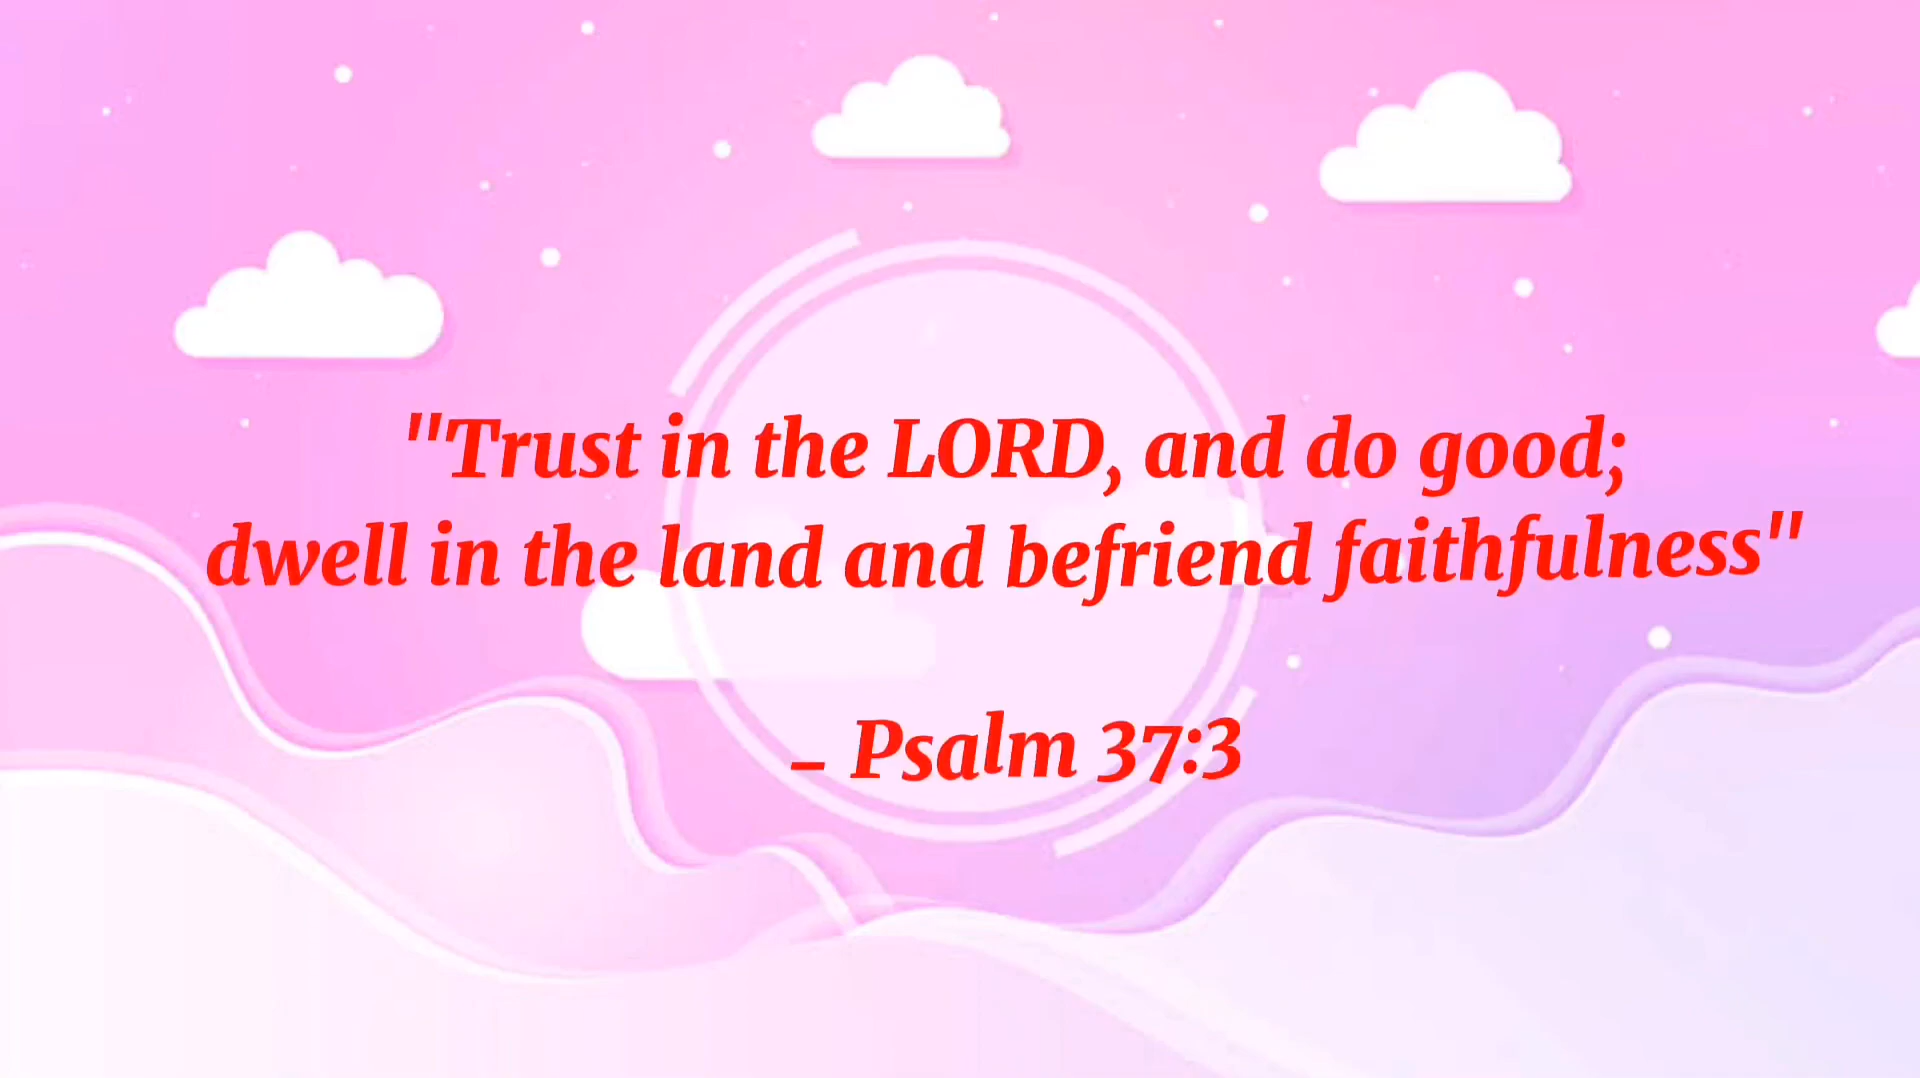 "Trust in the LORD, and do good;
dwell in the land and befriend faithfulness"
– Psalm 37:3